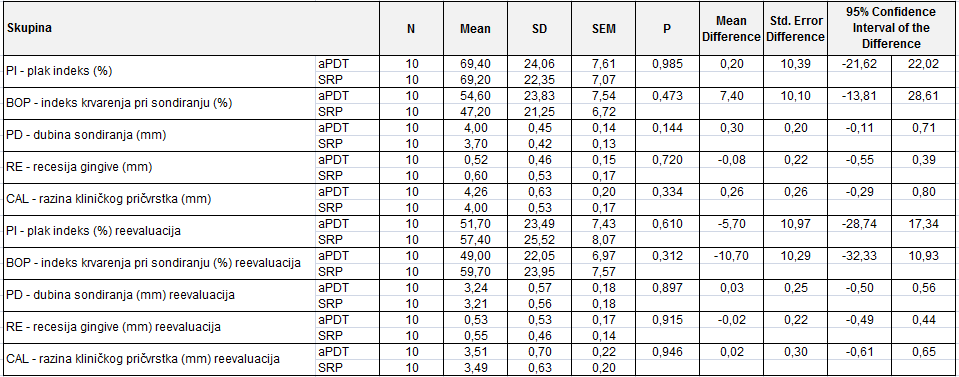 Skupina N Mean SD SEM P Mean Difference Std. Error Difference 95% Confidence Interval of the Difference
PI - plak indeks (%) aPDT 10 69,40 24,06 7,61 0,985 0,20 10,39 -21,62 22,02
SRP 10 69,20 22,35 7,07
BOP - indeks krvarenja pri sondiranju (%) aPDT 10 54,60 23,83 7,54 0,473 7,40 10,10 -13,81 28,61
SRP 10 47,20 21,25 6,72
PD - dubina sondiranja (mm) aPDT 10 4,00 0,45 0,14 0,144 0,30 0,20 -0,11 0,71
SRP 10 3,70 0,42 0,13
RE - recesija gingive (mm) aPDT 10 0,52 0,46 0,15 0,720 -0,08 0,22 -0,55 0,39
SRP 10 0,60 0,53 0,17
CAL - razina kliničkog pričvrstka (mm) aPDT 10 4,26 0,63 0,20 0,334 0,26 0,26 -0,29 0,80
SRP 10 4,00 0,53 0,17
PI - plak indeks (%) reevaluacija aPDT 10 51,70 23,49 7,43 0,610 -5,70 10,97 -28,74 17,34
SRP 10 57,40 25,52 8,07
BOP - indeks krvarenja pri sondiranju (%) reevaluacija aPDT 10 49,00 22,05 6,97 0,312 -10,70 10,29 -32,33 10,93
SRP 10 59,70 23,95 7,57
PD - dubina sondiranja (mm) reevaluacija aPDT 10 3,24 0,57 0,18 0,897 0,03 0,25 -0,50 0,56
SRP 10 3,21 0,56 0,18
RE - recesija gingive (mm) reevaluacija aPDT 10 0,53 0,53 0,17 0,915 -0,02 0,22 -0,49 0,44
SRP 10 0,55 0,46 0,14
CAL - razina kliničkog pričvrstka (mm) reevaluacija aPDT 10 3,51 0,70 0,22 0,946 0,02 0,30 -0,61 0,65
SRP 10 3,49 0,63 0,20